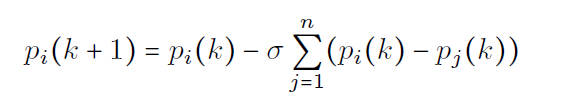 p_i(k + 1) = p_i(k) − σ ∑_{j=1}^{n} (p_i(k) − p_j(k))